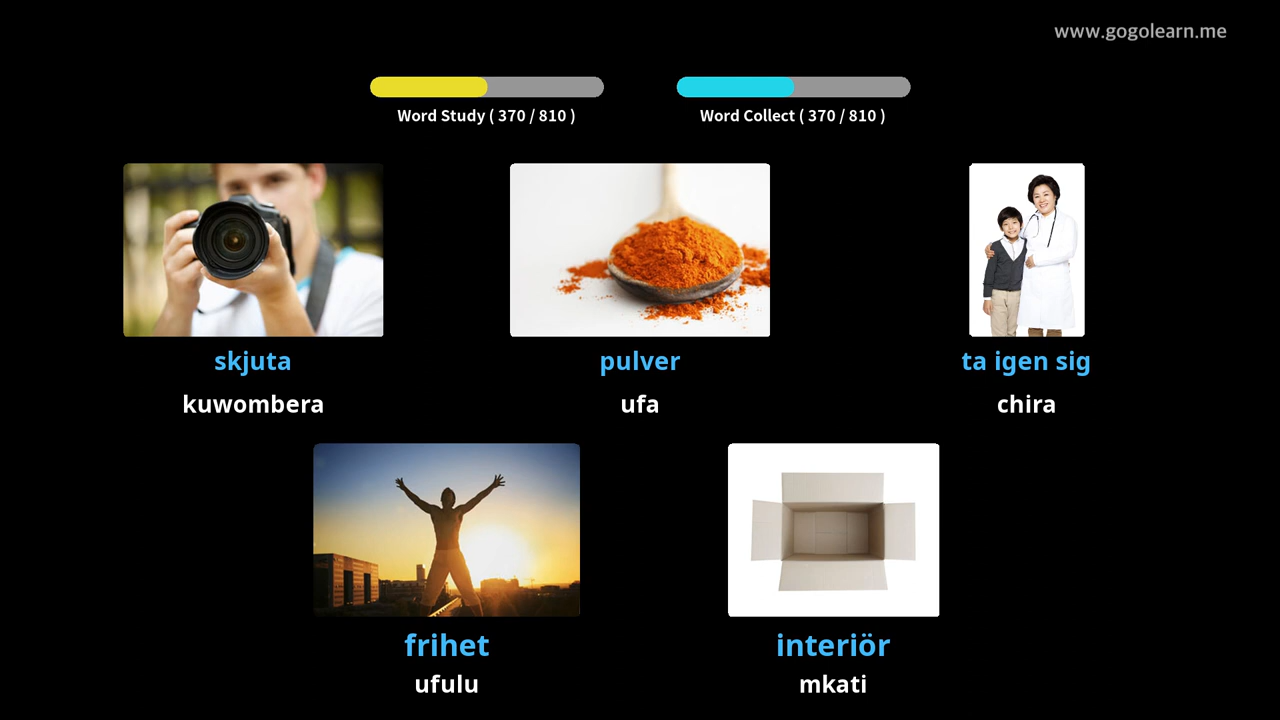 www.gogolearn.me
Word Study ( 370 / 810 )
Word Collect ( 370 / 810 )
skjuta
pulver
ta igen sig
kuwombera
ufa
chira
frihet
interiör
ufulu
mkati